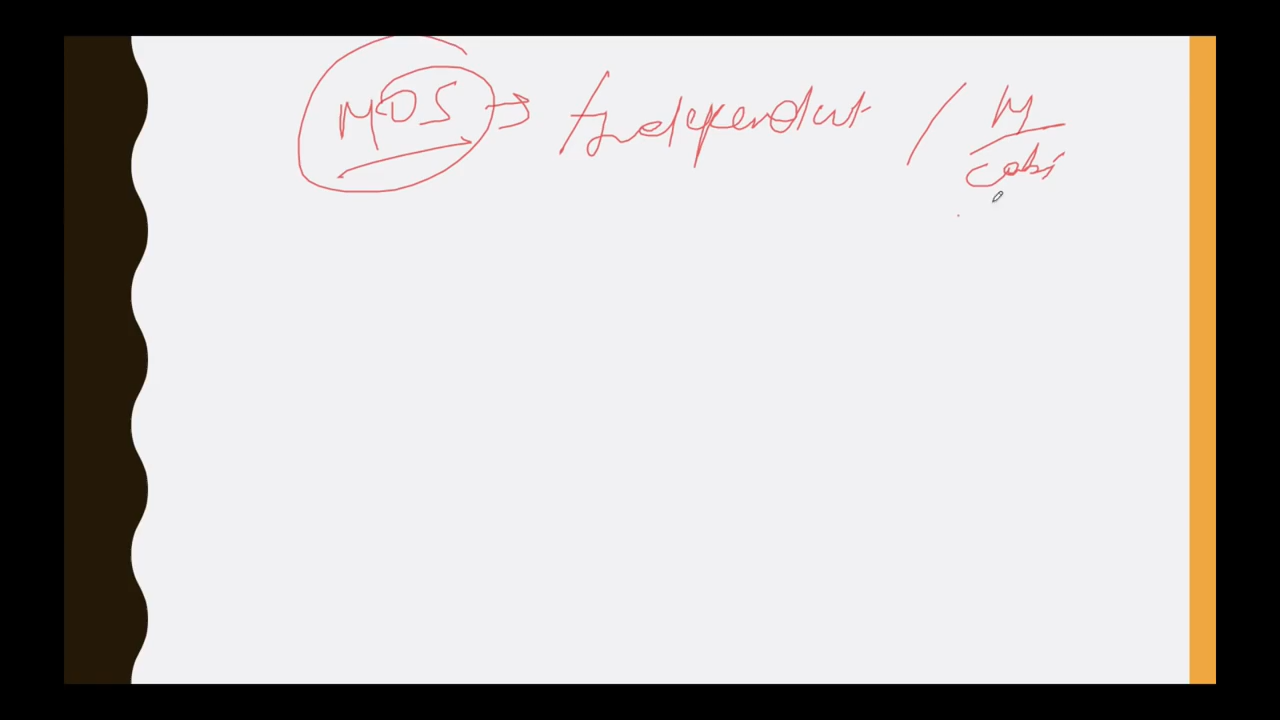 MDS → Independent / M